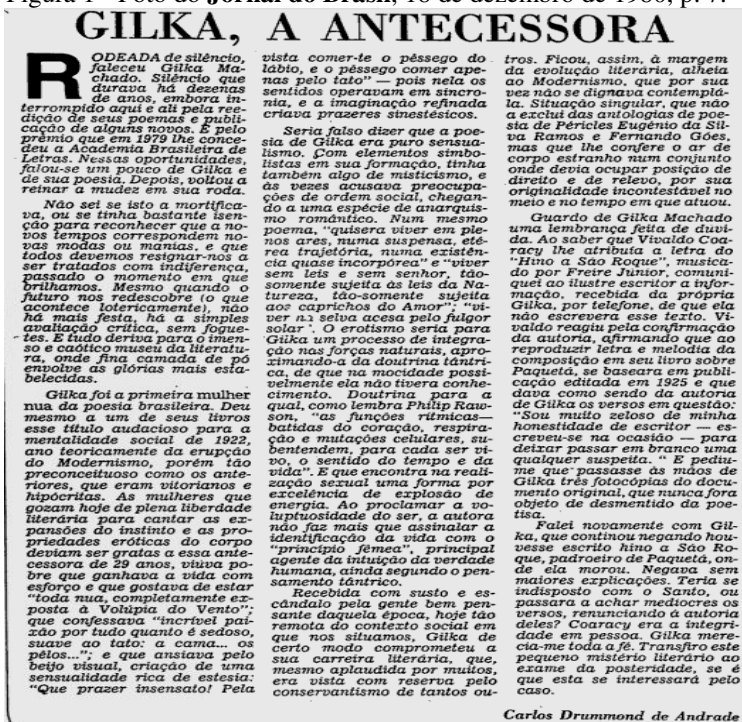 Figura 1 - Foto do Jornal do Brasil, 18 de dezembro de 1980, p. 7.
GILKA, A ANTECESSORA
RODEADA de silêncio,
faleceu Gilka Ma-
chado. Silêncio que
durava há dezenas
de anos, embora in-
terrompido aqui e ali pela ree-
dição de seus poemas e publi-
cação de alguns novos. E pelo
prêmio que em 1979 lhe conce-
deu a Academia Brasileira de
Letras. Nessas oportunidades,
falou-se um pouco de Gilka e
de sua poesia. Depois, voltou a
reinar a mudez em sua roda.
Não sei se isto a mortifica-
va, ou se tinha bastante isen-
ção para reconhecer que a no-
vos tempos correspondem no-
vas modas ou manias, e que
todos devemos resignar-nos a
ser tratados com indiferença,
passado o momento em que
brilhamos. Mesmo quando o
futuro nos redescobre (o que
acontece lotericamente), não
há mais festa, há a simples
avaliação crítica, sem fogue-
tes. E tudo deriva para o imen-
so e caótico museu da literatu-
ra, onde fina camada de pó
envolve as glórias mais esta-
belecidas.
Gilka foi a primeira mulher
nua da poesia brasileira. Deu
mesmo a um de seus livros
esse título audacioso para a
mentalidade social de 1922,
ano teoricamente da erupção
do Modernismo, porém tão
preconceituoso como os ante-
riores, que eram vitorianos e
hipócritas. As mulheres que
gozam hoje de plena liberdade
literária para cantar as ex-
pansões do instinto e as pro-
priedades eróticas do corpo
deviam ser gratas a essa ante-
cessora de 29 anos, viúva po-
bre que ganhava a vida com
esforço e que gostava de estar
"toda nua, completamente ex-
posta à Volúpia do Vento";
que confessava "incrível pai-
xão por tudo quanto é sedoso,
suave ao tato: a cama... os
pêlos..."; e que ansiava pelo
beijo visual, criação de uma
sensualidade rica de estesia:
"Que prazer insensato! Pela
vista comer-te o pêssego do
lábio, e o pêssego comer ape-
nas pelo tato" — pois nela os
sentidos operavam em sincro-
nia, e a imaginação refinada
criava prazeres sinestésicos.
Seria falso dizer que a poe-
sia de Gilka era puro sensua-
lismo. Com elementos simbo-
listas em sua formação, tinha
também algo de misticismo, e
às vezes acusava preocupa-
ções de ordem social, chegan-
do a uma espécie de anarquis-
mo romântico. Num mesmo
poema, "quisera viver em ple-
nos ares, numa suspensa, eté-
rea trajetória, numa existên-
cia quase incorpórea" e "viver
sem leis e sem senhor, tão-
somente sujeita às leis da Na-
tureza, tão-somente sujeita
aos caprichos do Amor"; "vi-
ver na selva acesa pelo fulgor
solar". O erotismo seria para
Gilka um processo de integra-
ção nas forças naturais, apro-
ximando-a da doutrina tântri-
ca, de que na mocidade possi-
velmente ela não tivera conhe-
cimento. Doutrina para a
qual, como lembra Philip Raw-
son, "as funções rítmicas—
batidas do coração, respira-
ção e mutações celulares, su-
bentendem, para cada ser vi-
vo, o sentido do tempo e da
vida". E que encontra na reali-
zação sexual uma forma por
excelência de explosão de
energia. Ao proclamar a vo-
luptuosidade do ser, a autora
não faz mais que assinalar a
identificação da vida com o
"princípio fêmea", principal
agente da intuição da verdade
humana, ainda segundo o pen-
samento tântrico.
Recebida com susto e es-
cândalo pela gente bem pen-
sante daquela época, hoje tão
remota do contexto social em
que nos situamos, Gilka de
certo modo comprometeu a
sua carreira literária, que,
mesmo aplaudida por muitos,
era vista com reserva pelo
conservantismo de tantos ou-
tros. Ficou, assim, à margem
da evolução literária, alheia
ao Modernismo, que por sua
vez não se dignava contemplá-
la. Situação singular, que não
a exclui das antologias de poe-
sia de Péricles Eugênio da Sil-
va Ramos e Fernando Góes,
mas que lhe confere o ar de
corpo estranho num conjunto
onde devia ocupar posição de
direito e de relevo, por sua
originalidade incontestável no
meio e no tempo em que atuou.
Guardo de Gilka Machado
uma lembrança feita de dúvi-
da. Ao saber que Vivaldo Coa-
racy lhe atribuía a letra do
"Hino a São Roque", musica-
do por Freire Júnior, comuni-
quei ao ilustre escritor a infor-
mação, recebida da própria
Gilka, por telefone, de que ela
não escrevera esse texto. Vi-
valdo reagiu pela confirmação
da autoria, afirmando que ao
reproduzir letra e melodia da
composição em seu livro sobre
Paquetá, se baseara em publi-
cação editada em 1925 e que
dava como sendo da autoria
de Gilka os versos em questão:
"Sou muito zeloso de minha
honestidade de escritor — es-
creveu-se na ocasião — para
deixar passar em branco uma
qualquer suspeita. " E pediu-
me que passasse às mãos de
Gilka três fotocópias do docu-
mento original, que nunca fora
objeto de desmentido da poe-
tisa.
Falei novamente com Gil-
ka, que continou negando hou-
vesse escrito hino a São Ro-
que, padroeiro de Paquetá, on-
de ela morou. Negava sem
maiores explicações. Teria se
indisposto com o Santo, ou
passara a achar medíocres os
versos, renunciando à autoria
deles? Coaracy era a integri-
dade em pessoa. Gilka mere-
cia-me toda a fé. Transfiro este
pequeno mistério literário ao
exame da posteridade, se é
que esta se interessará pelo
caso.
Carlos Drummond de Andrade